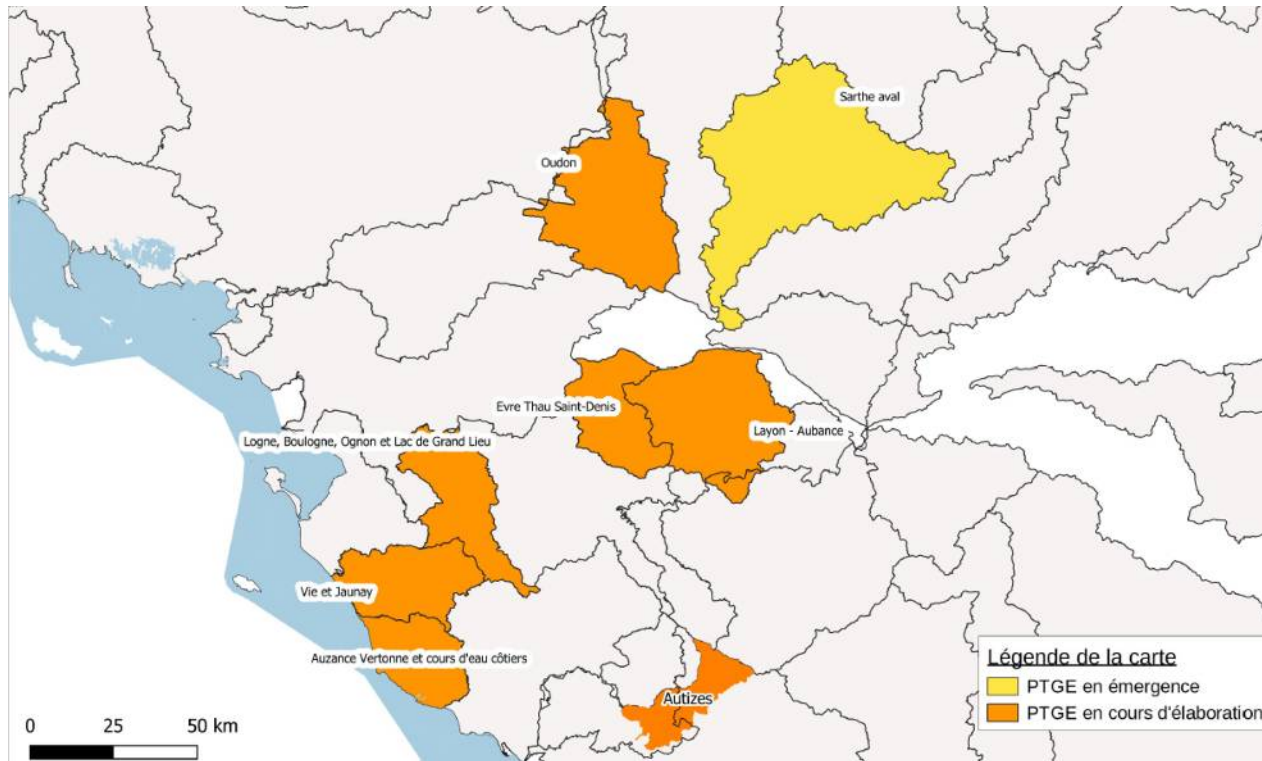 Sarthe aval
Oudon
Evre Thau Saint-Denis
Layon - Aubance
Logne, Boulogne, Ognon et Lac de Grand Lieu
Vie et Jaunay
Auzance Vertonne et cours d'eau côtiers
Autizes
Légende de la carte
PTGE en émergence
PTGE en cours d'élaboration
0 25 50 km